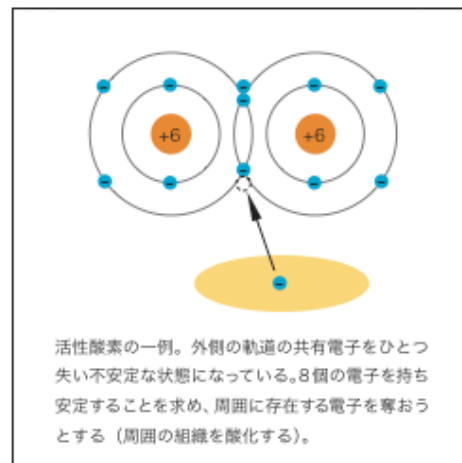 +6 +6
活性酸素の一例。外側の軌道の共有電子をひとつ
失い不安定な状態になっている。8個の電子を持ち
安定することを求め、周囲に存在する電子を奪おう
とする（周囲の組織を酸化する）。